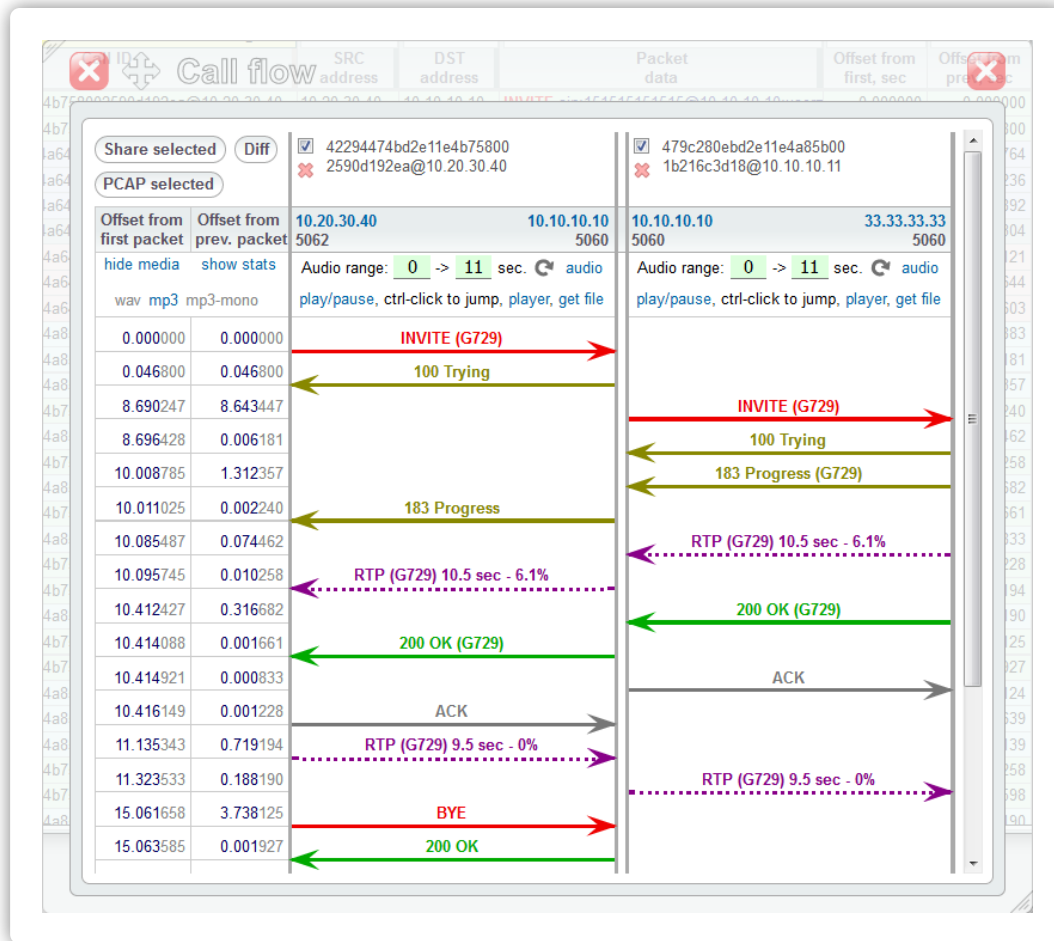 Call flow
SRC address
DST address
Packet data
Offset from first, sec
Share selected Diff
PCAP selected
42294474bd2e11e4b75800
2590d192ea@10.20.30.40
479c280ebd2e11e4a85b00
1b216c3d18@10.10.10.11
Offset from first packet
Offset from prev. packet
10.20.30.40 10.10.10.10
5062 5060
10.10.10.10 33.33.33.33
5060 5060
hide media show stats
wav mp3 mp3-mono
Audio range: 0 -> 11 sec. audio
play/pause, ctrl-click to jump, player, get file
Audio range: 0 -> 11 sec. audio
play/pause, ctrl-click to jump, player, get file
0.000000 0.000000 INVITE (G729)
0.046800 0.046800 100 Trying
8.690247 8.643447 INVITE (G729)
8.696428 0.006181 100 Trying
10.008785 1.312357 183 Progress (G729)
10.011025 0.002240 183 Progress
10.085487 0.074462 RTP (G729) 10.5 sec - 6.1%
10.095745 0.010258 RTP (G729) 10.5 sec - 6.1%
10.412427 0.316682 200 OK (G729)
10.414088 0.001661 200 OK (G729)
10.414921 0.000833 ACK
10.416149 0.001228 ACK
11.135343 0.719194 RTP (G729) 9.5 sec - 0%
11.323533 0.188190 RTP (G729) 9.5 sec - 0%
15.061658 3.738125 BYE
15.063585 0.001927 200 OK